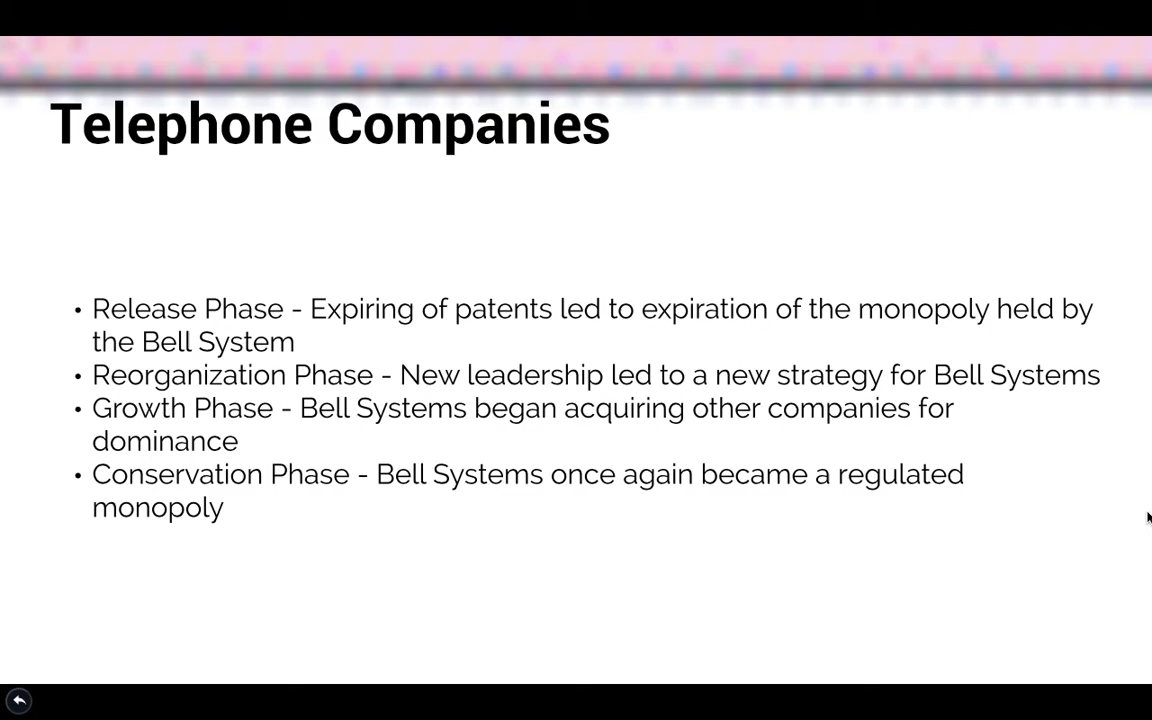 Telephone Companies
• Release Phase - Expiring of patents led to expiration of the monopoly held by
the Bell System
• Reorganization Phase - New leadership led to a new strategy for Bell Systems
• Growth Phase - Bell Systems began acquiring other companies for
dominance
• Conservation Phase - Bell Systems once again became a regulated
monopoly